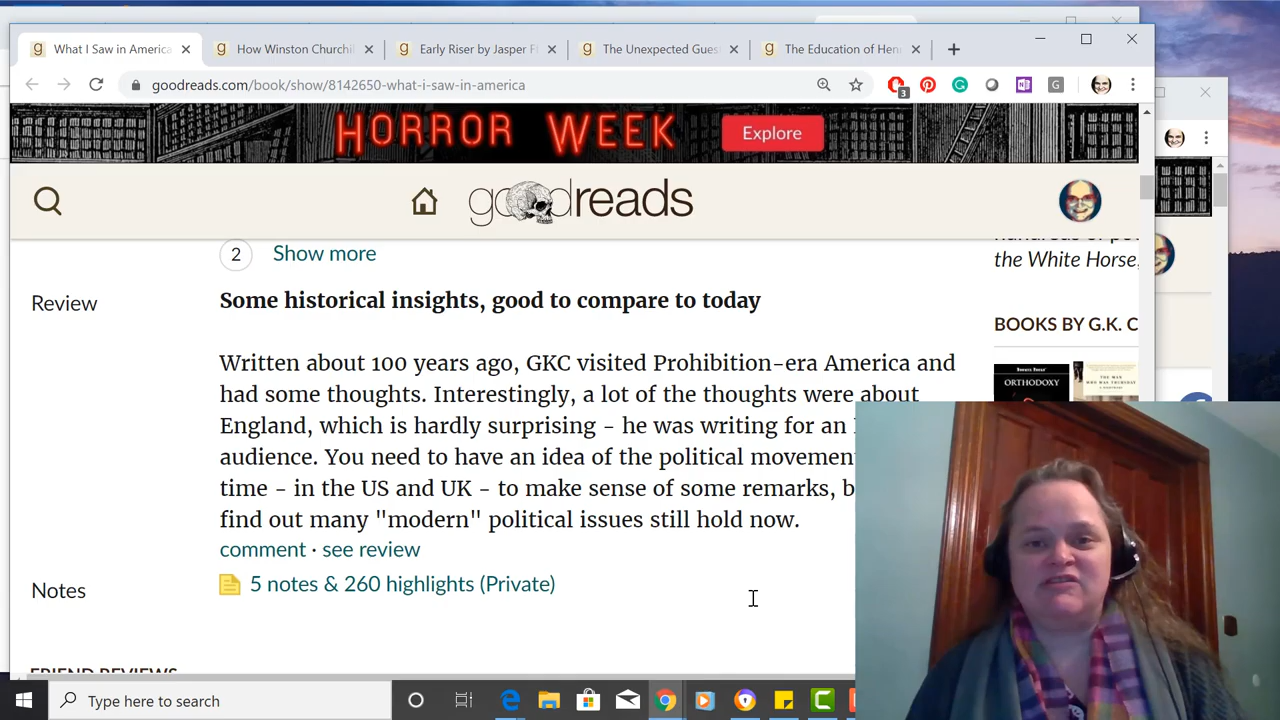 What I Saw in America
How Winston Churchil
Early Riser by Jasper F
The Unexpected Gues
The Education of Hen
goodreads.com/book/show/8142650-what-i-saw-in-america
3
G
HORROR WEEK
Explore
goodreads
2
Show more
the White Horse,
Review
Some historical insights, good to compare to today
BOOKS BY G.K. C
Written about 100 years ago, GKC visited Prohibition-era America and
had some thoughts. Interestingly, a lot of the thoughts were about
England, which is hardly surprising - he was writing for an
audience. You need to have an idea of the political movement
time - in the US and UK - to make sense of some remarks, b
find out many "modern" political issues still hold now.
ORTHODOXY
comment · see review
Notes
5 notes & 260 highlights (Private)
FRIEND REVIEWS
Type here to search